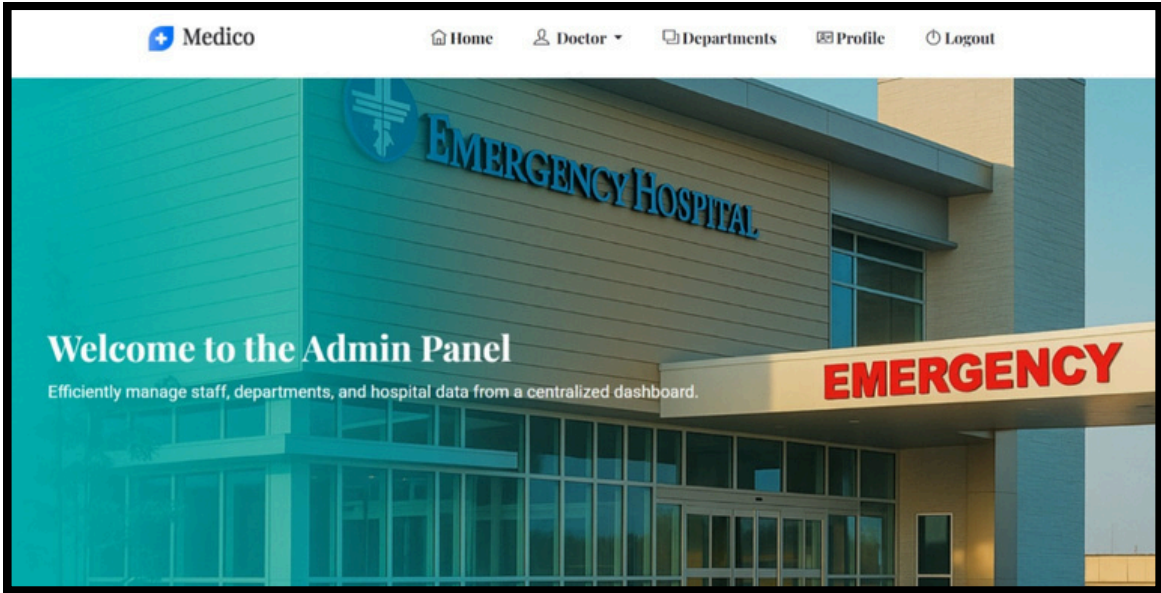 Medico
Home
Doctor
Departments
Profile
Logout
EMERGENCY HOSPITAL
Welcome to the Admin Panel
Efficiently manage staff, departments, and hospital data from a centralized dashboard.
EMERGENCY